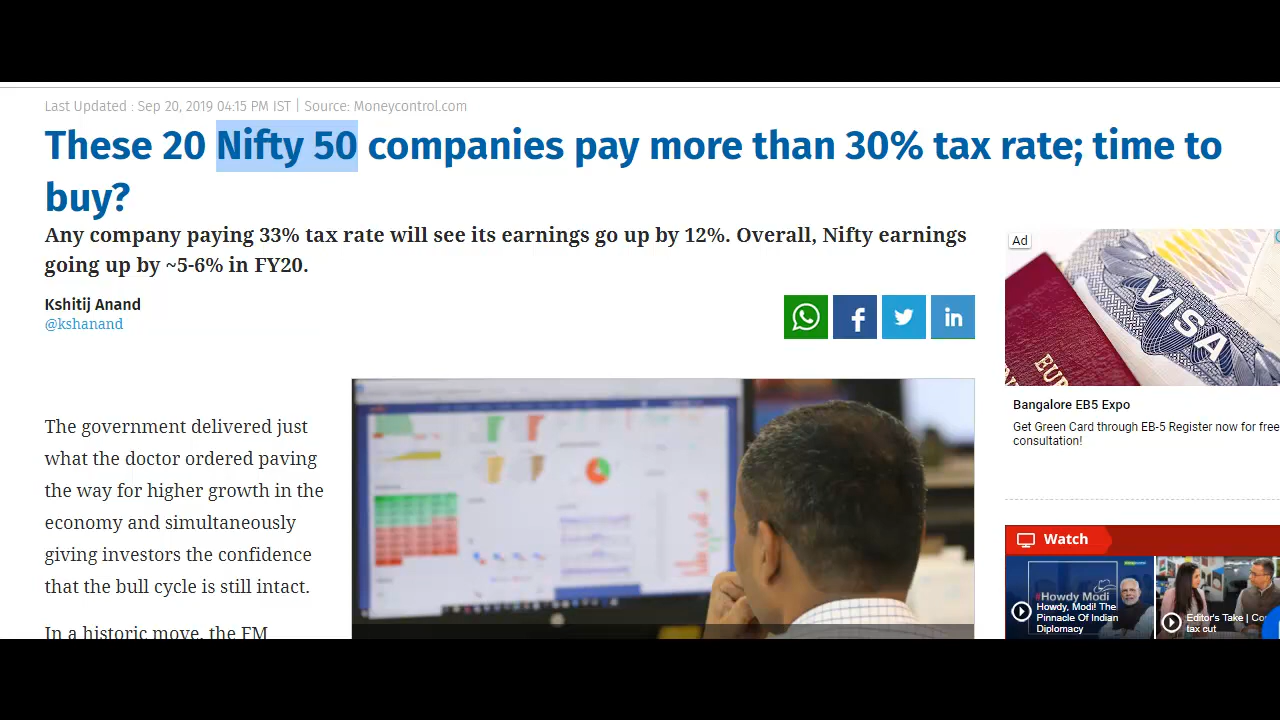 Last Updated : Sep 20, 2019 04:15 PM IST | Source: Moneycontrol.com
These 20 Nifty 50 companies pay more than 30% tax rate; time to
buy?
Any company paying 33% tax rate will see its earnings go up by 12%. Overall, Nifty earnings
going up by ~5-6% in FY20.
Kshitij Anand
@kshanand
The government delivered just
what the doctor ordered paving
the way for higher growth in the
economy and simultaneously
giving investors the confidence
that the bull cycle is still intact.
In a historic move, the FM
Ad
VISA
Bangalore EB5 Expo
Get Green Card through EB-5 Register now for free
consultation!
Watch
#Howdy Modi
Howdy, Modi! The
Pinnacle Of Indian
Diplomacy
Editor's Take |
tax cut